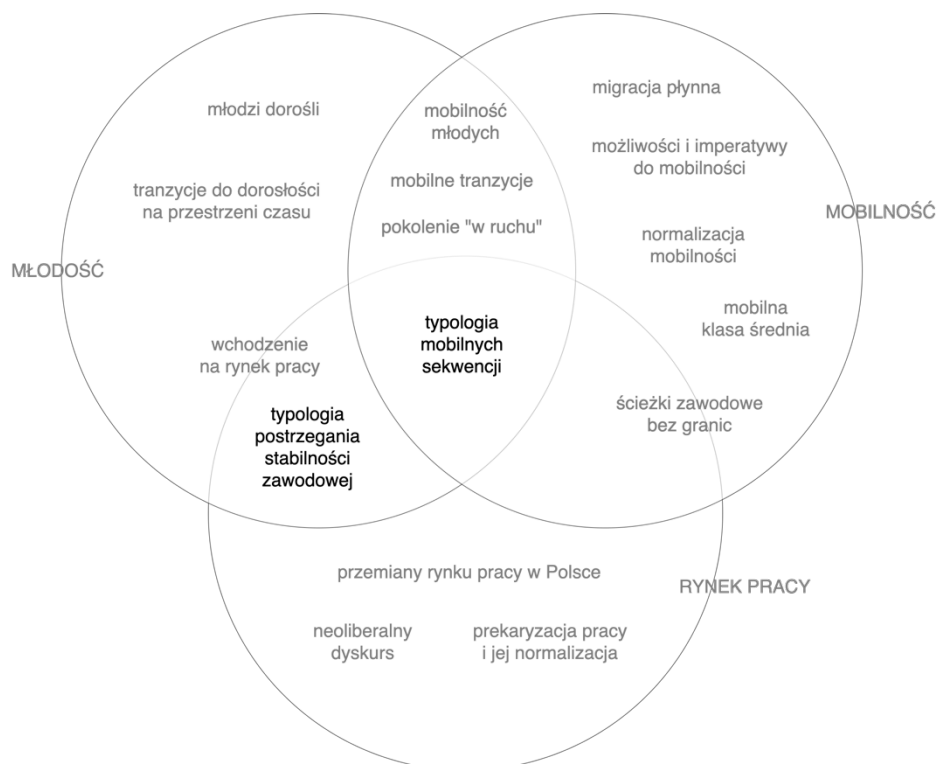 młodzi dorośli
tranzycje do dorosłości
na przestrzeni czasu
MŁODOŚĆ
wchodzenie
na rynek pracy
typologia
postrzegania
stabilności
zawodowej
mobilność
młodych
mobilne tranzycje
pokolenie "w ruchu"
typologia
mobilnych
sekwencji
migracja płynna
możliwości i imperatywy
do mobilności
MOBILNOŚĆ
normalizacja
mobilności
mobilna
klasa średnia
ścieżki zawodowe
bez granic
przemiany rynku pracy w Polsce
RYNEK PRACY
neoliberalny
dyskurs
prekaryzacja pracy
i jej normalizacja